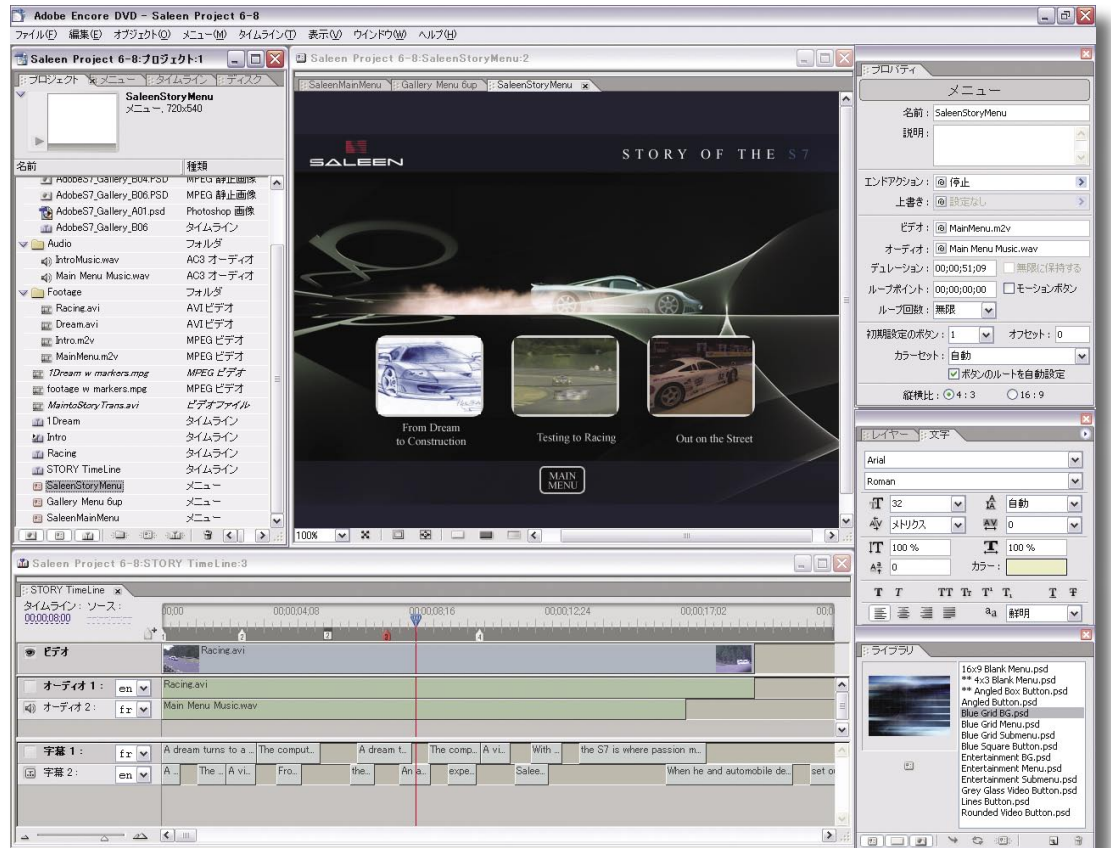 Adobe Encore DVD - Saleen Project 6-8
ファイル(F) 編集(E) オブジェクト(O) メニュー(M) タイムライン(T) 表示(V) ウインドウ(W) ヘルプ(H)
Saleen Project 6-8:プロジェクト:1
プロジェクト メニュー タイムライン ディスク
SaleenStoryMenu
メニュー, 720x540
名前 種類
AdobeS7_Gallery_B04.PSD MPEG 静止画像
AdobeS7_Gallery_B06.PSD MPEG 静止画像
AdobeS7_Gallery_A01.psd Photoshop 画像
AdobeS7_Gallery_B06 タイムライン
Audio フォルダ
IntroMusic.wav AC3 オーディオ
Main Menu Music.wav AC3 オーディオ
Footage フォルダ
Racing.avi AVIビデオ
Dream.avi AVIビデオ
Intro.m2v MPEG ビデオ
MainMenu.m2v MPEG ビデオ
1Dream w markers.mpg MPEG ビデオ
footage w markers.mpg MPEG ビデオ
MaintoStoryTrans.avi ビデオファイル
1Dream タイムライン
Intro タイムライン
Racing タイムライン
STORY TimeLine タイムライン
SaleenStoryMenu メニュー
Gallery Menu 6up メニュー
SaleenMainMenu メニュー
Saleen Project 6-8:SaleenStoryMenu:2
SaleenMainMenu Gallery Menu 6up SaleenStoryMenu
SALEEN
STORY OF THE S7
From Dream
to Construction
Testing to Racing
Out on the Street
MAIN
MENU
100%
プロパティ
メニュー
名前: SaleenStoryMenu
説明:
エンドアクション: 停止
上書き: 設定なし
ビデオ: MainMenu.m2v
オーディオ: Main Menu Music.wav
デュレーション: 00;00;51;09 無限に保持する
ループポイント: 00;00;00;00 モーションボタン
ループ回数: 無限
初期設定のボタン: 1 オフセット: 0
カラーセット: 自動
ボタンのルートを自動設定
縦横比: 4:3 16:9
レイヤー 文字
Arial
Roman
32 自動
メトリクス 0
100 % 100 %
0 カラー:
T T TT Tr T¹ T₁ T T
aa 鮮明
ライブラリ
16x9 Blank Menu.psd
** 4x3 Blank Menu.psd
** Angled Box Button.psd
Angled Button.psd
Blue Grid BG.psd
Blue Grid Menu.psd
Blue Grid Submenu.psd
Blue Square Button.psd
Entertainment BG.psd
Entertainment Menu.psd
Entertainment Submenu.psd
Grey Glass Video Button.psd
Lines Button.psd
Rounded Video Button.psd
Saleen Project 6-8:STORY TimeLine:3
STORY TimeLine
タイムライン: ソース:
00;00;08;00
00;00 00;00;04;08 00;00;08;16 00;00;12;24 00;00;17;02 00;0
ビデオ Racing.avi
オーディオ 1: en Racing.avi
オーディオ 2: fr Main Menu Music.wav
字幕 1: fr A dream turns to a .. The comput.. A dream t.. The comp.. A vi.. With .. the S7 is where passion m..
字幕 2: en A .. The .. A vi.. Fro.. the.. An a.. expe.. Salee.. When he and automobile de.. set o